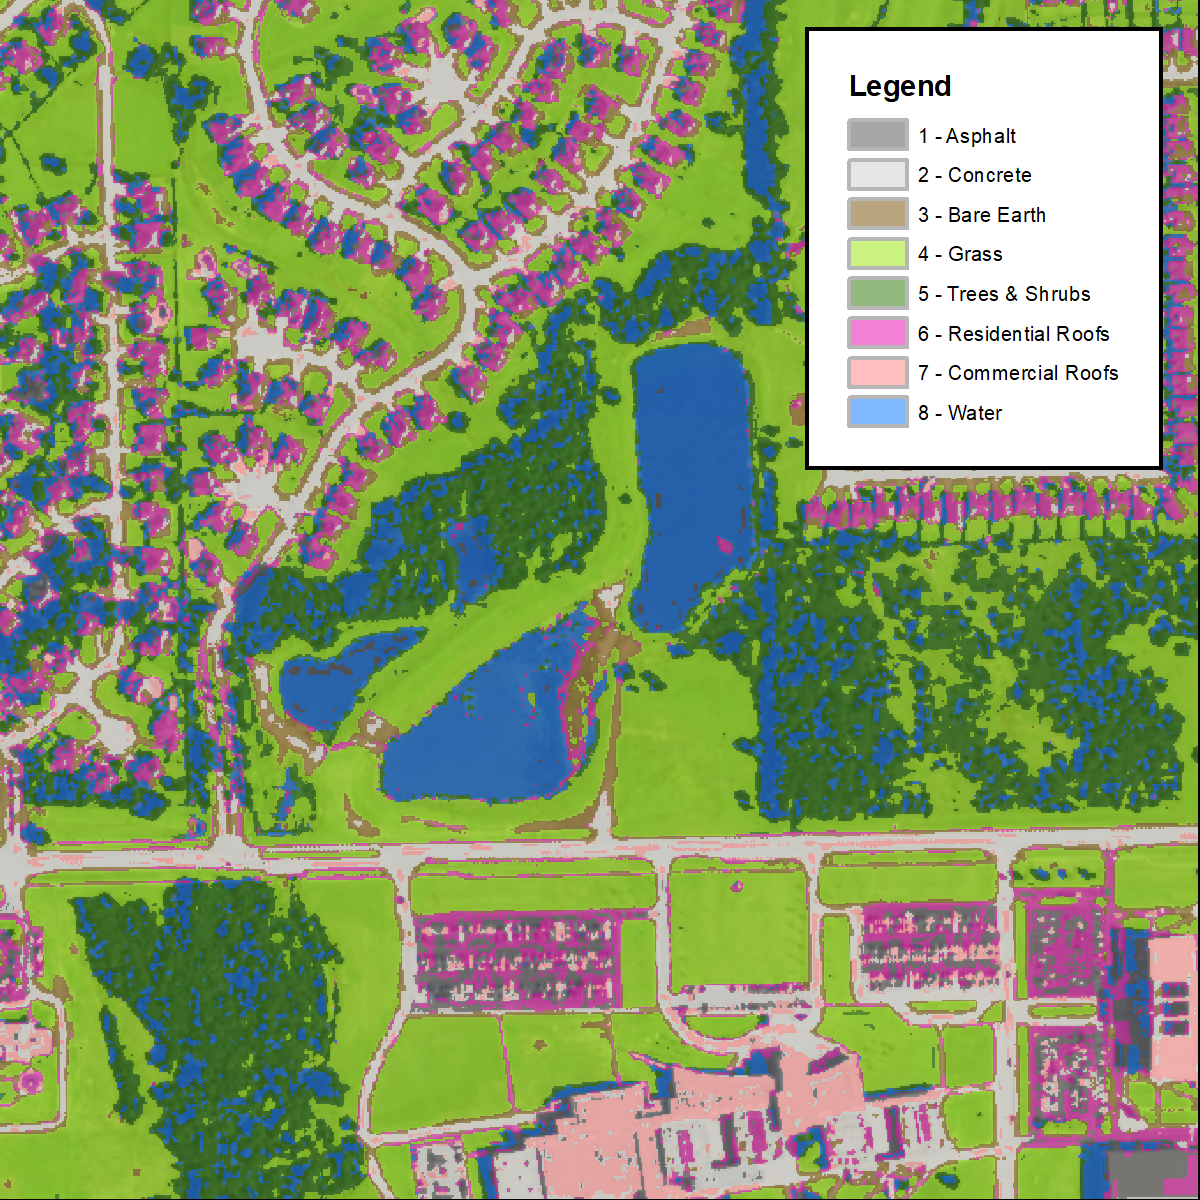 Legend
1 - Asphalt
2 - Concrete
3 - Bare Earth
4 - Grass
5 - Trees & Shrubs
6 - Residential Roofs
7 - Commercial Roofs
8 - Water